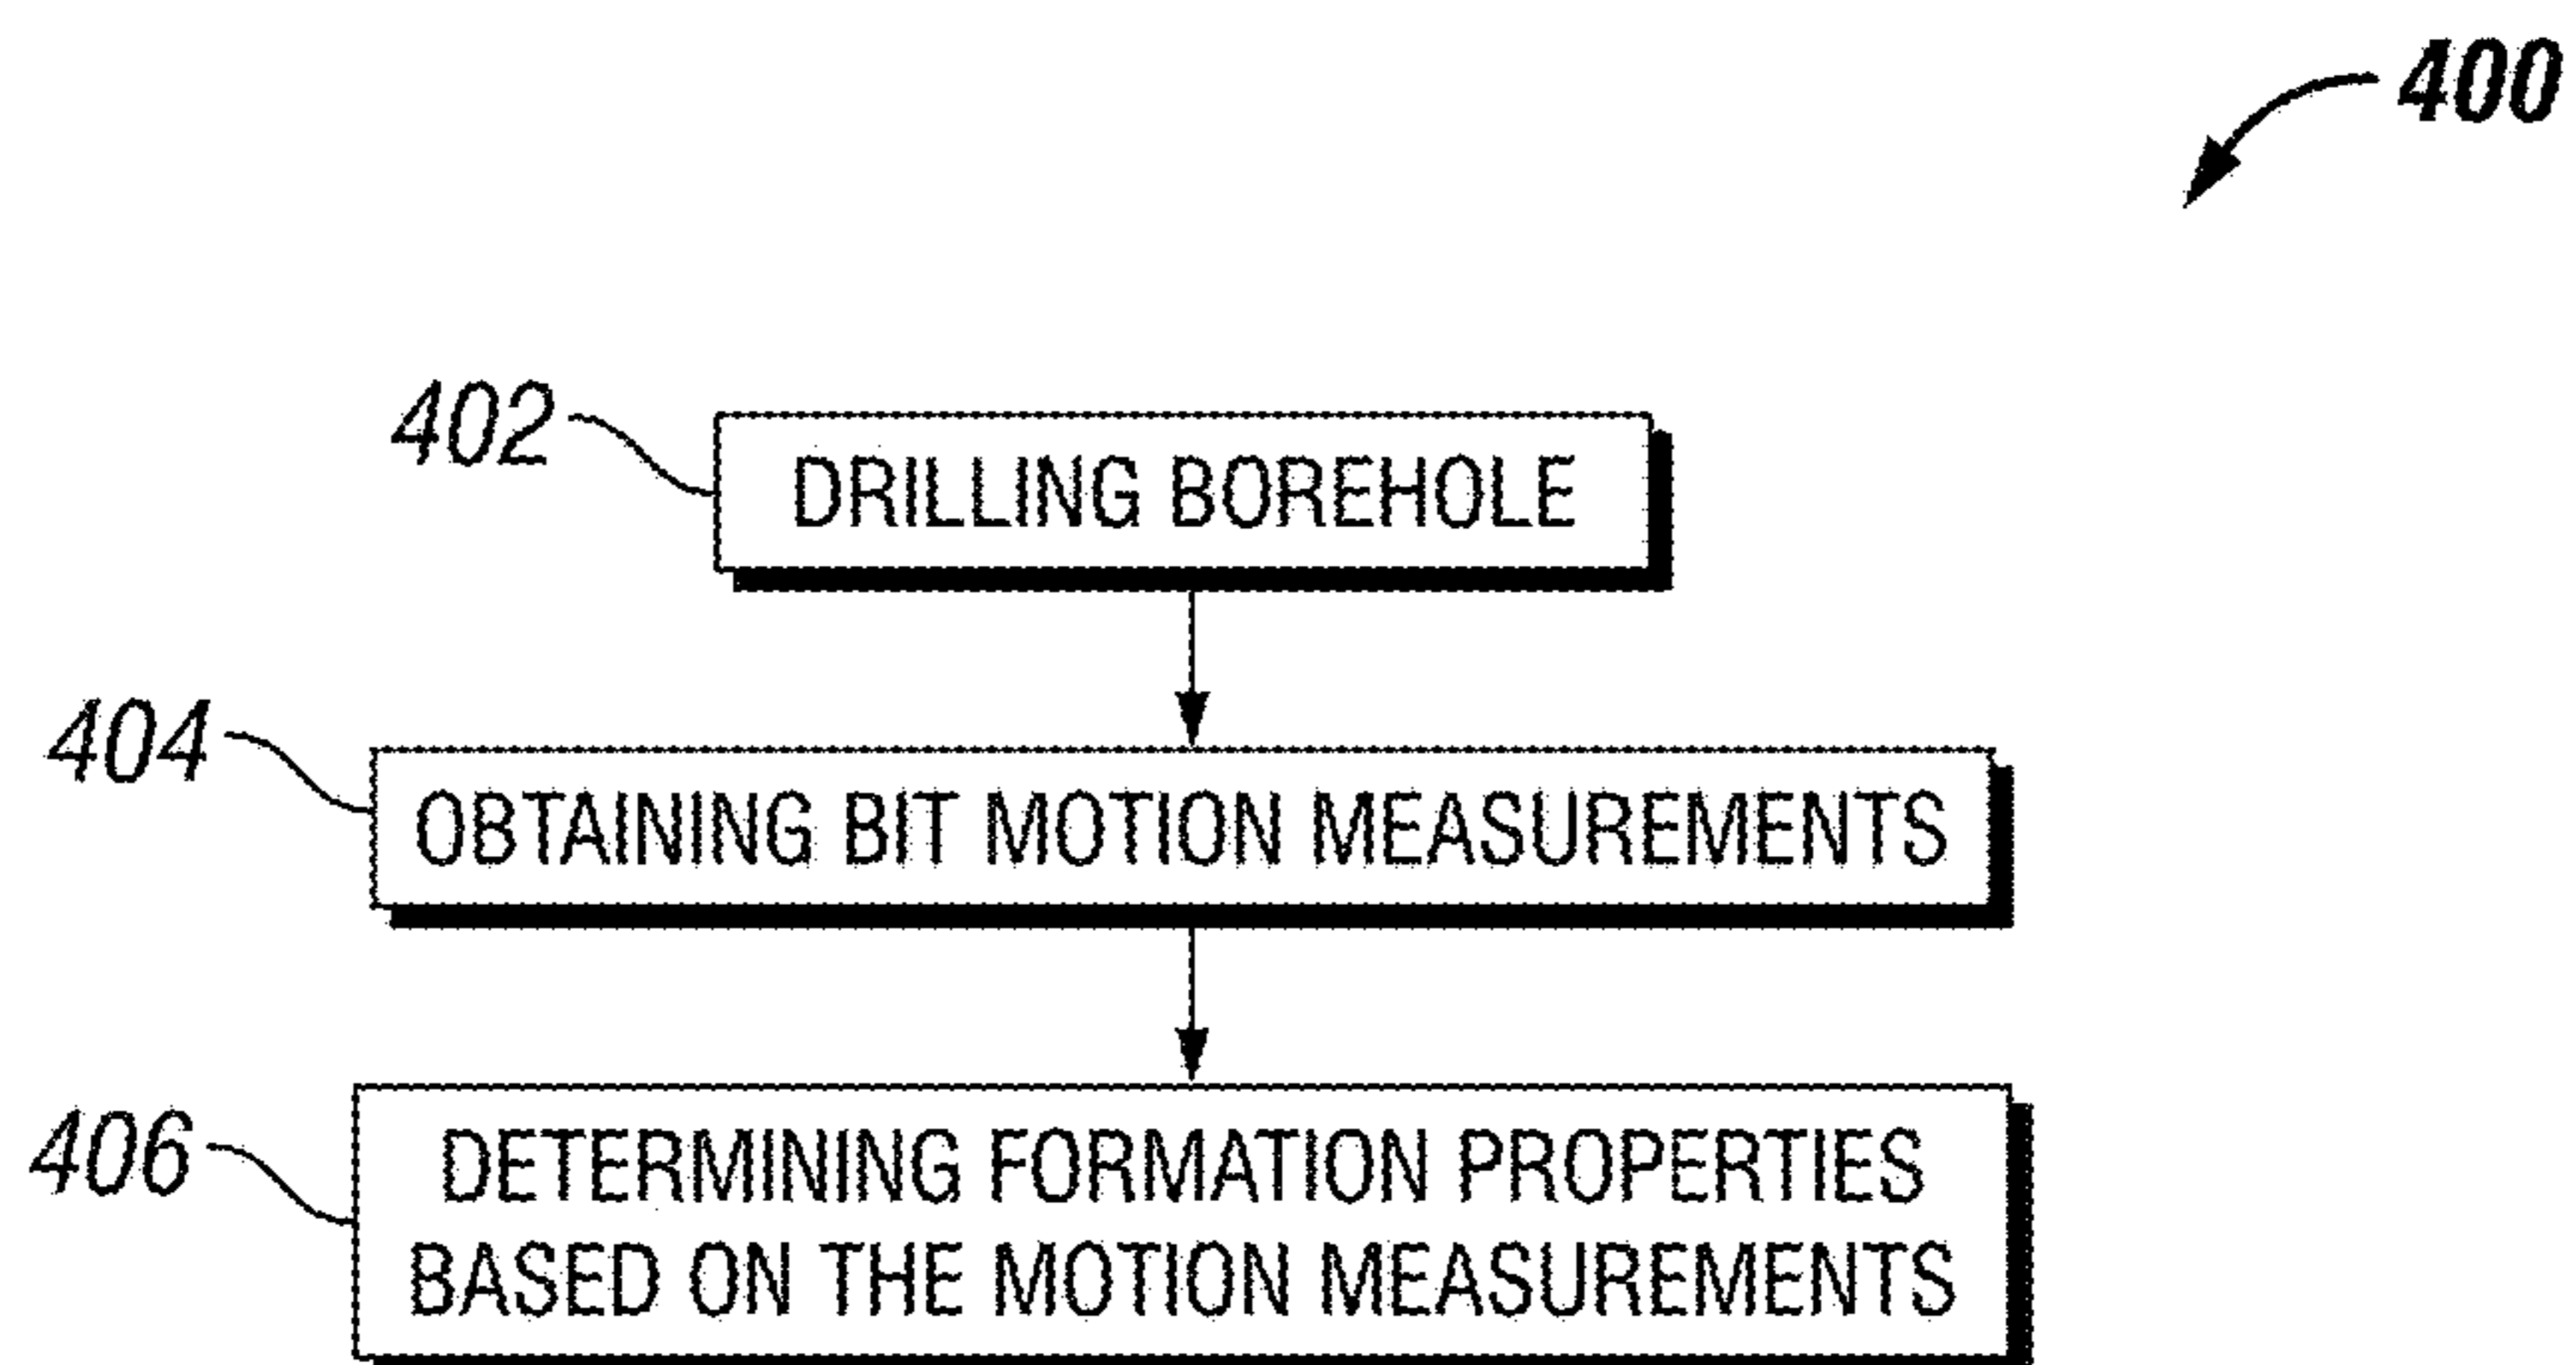 400
402
DRILLING BOREHOLE
404
OBTAINING BIT MOTION MEASUREMENTS
406
DETERMINING FORMATION PROPERTIES
BASED ON THE MOTION MEASUREMENTS